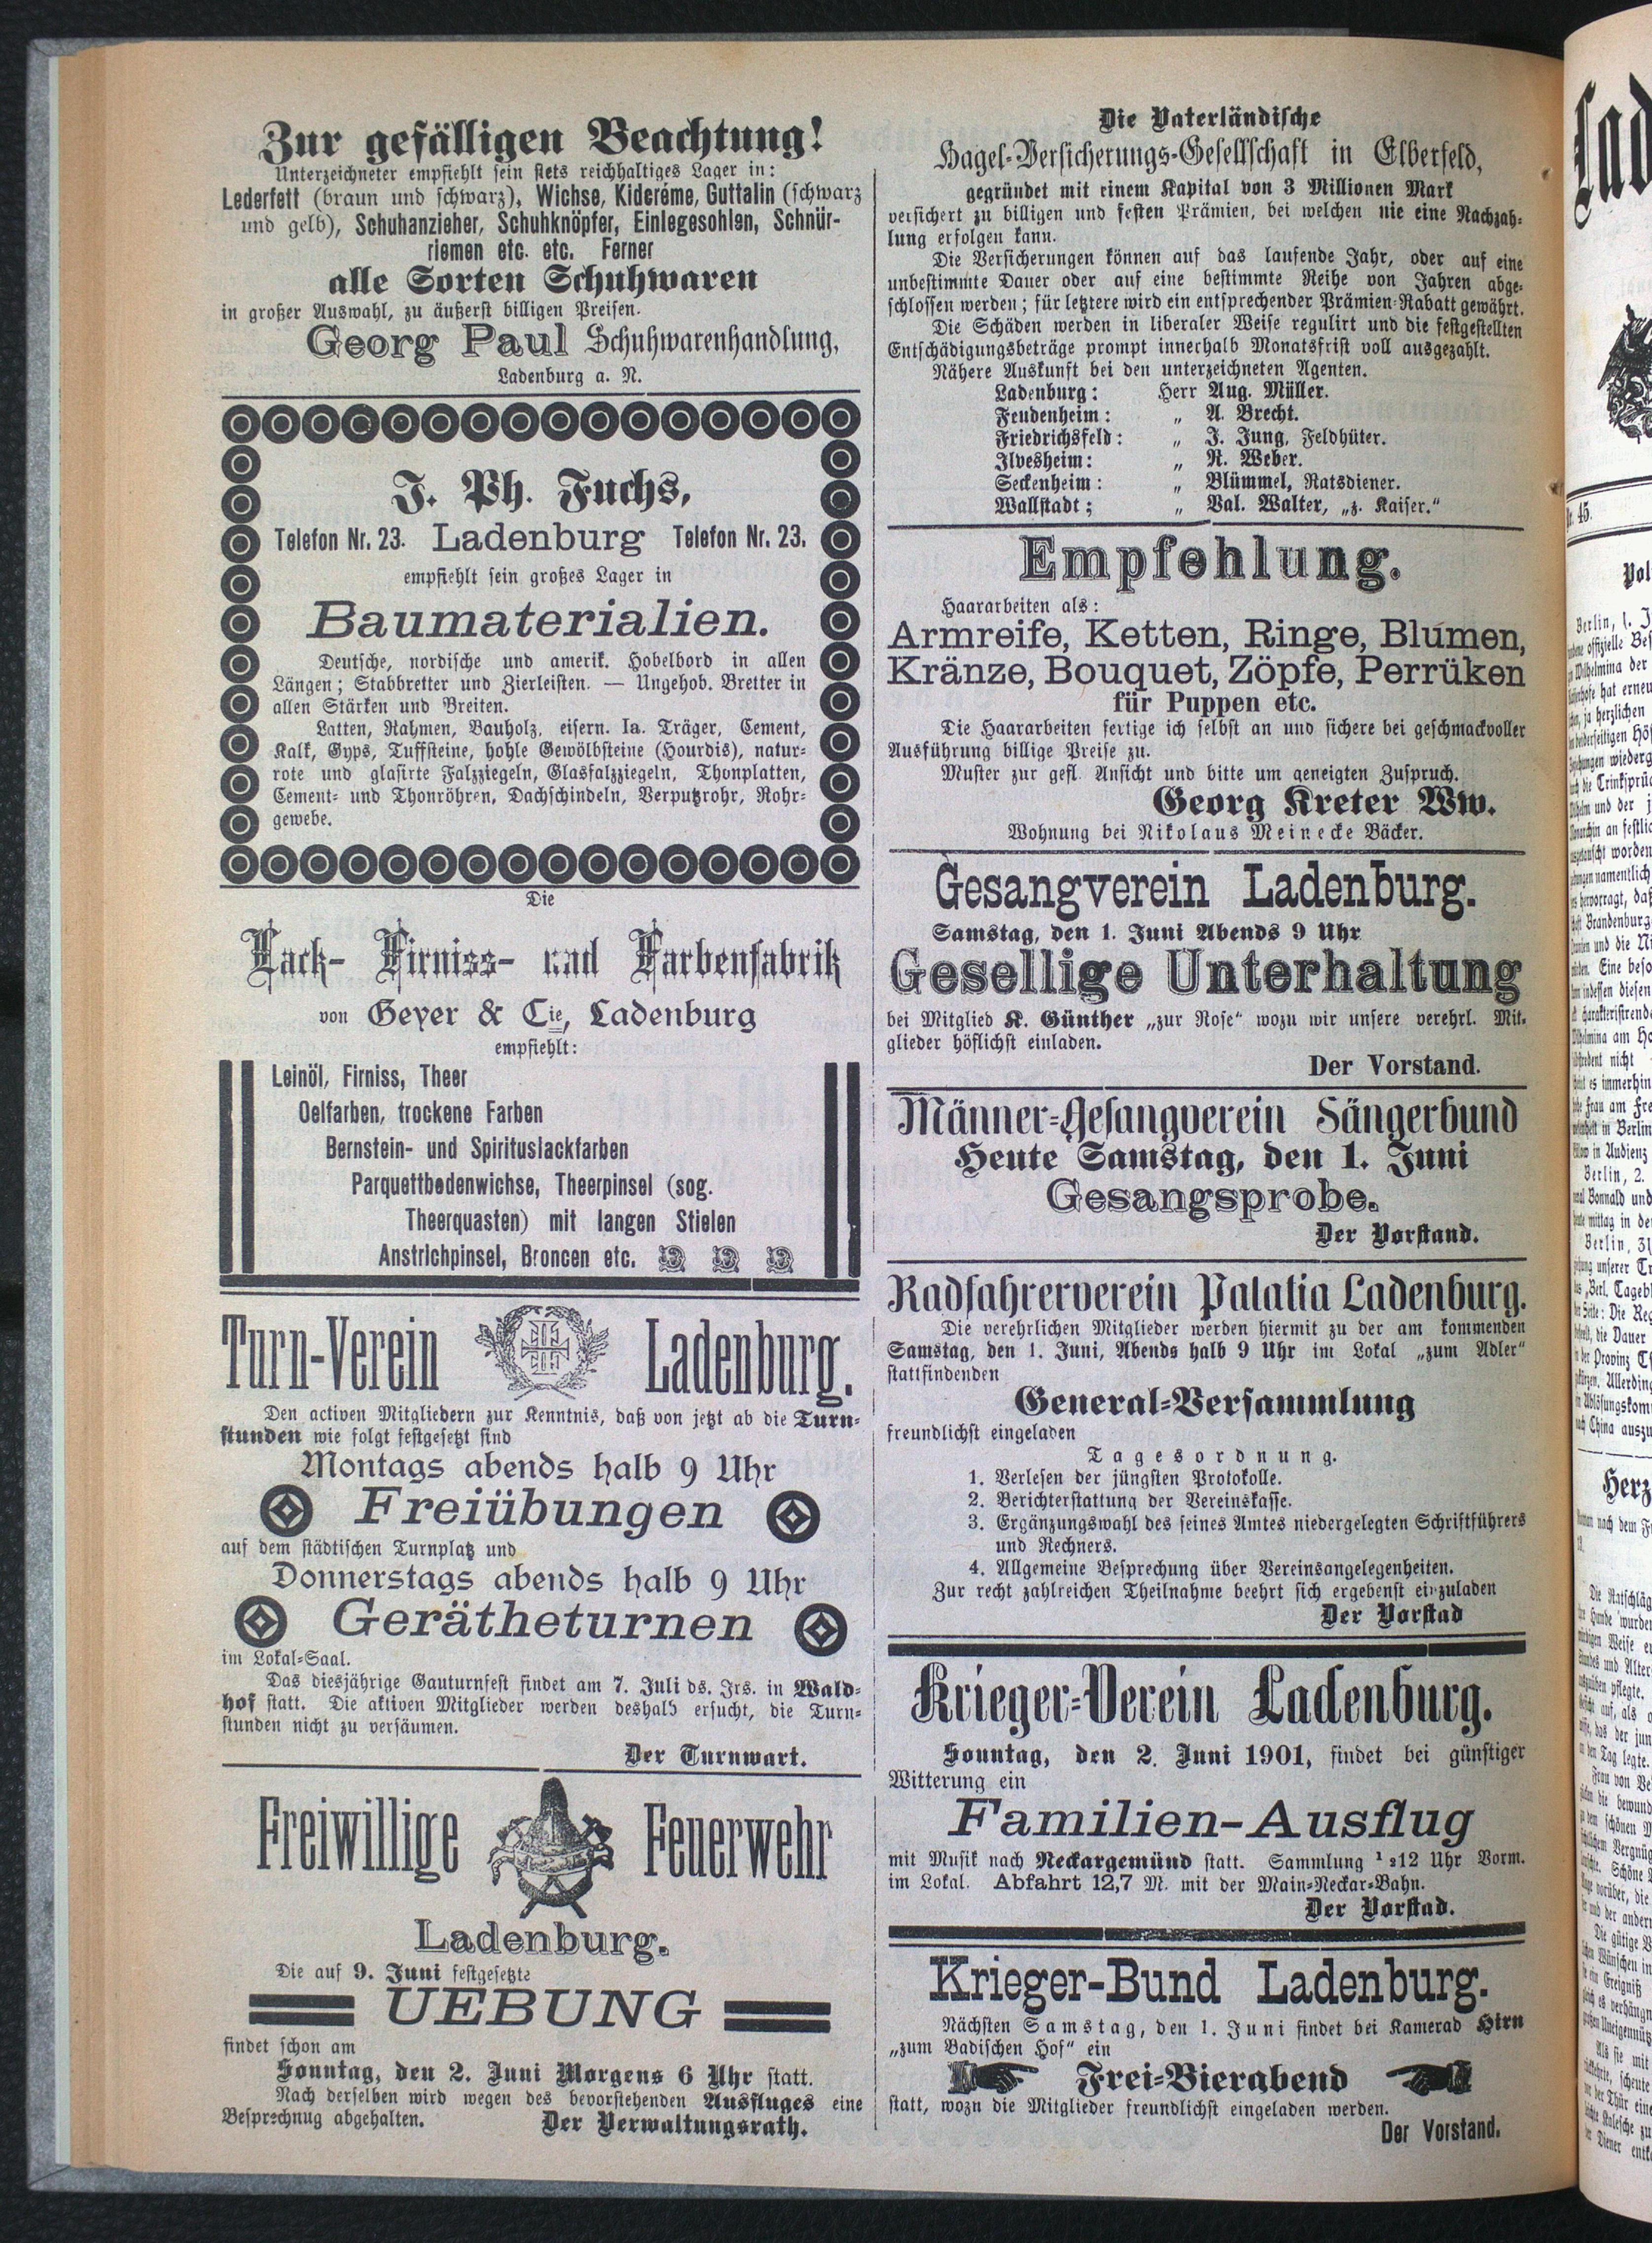 Zur gefälligen Beachtung!
Unterzeichneter empfiehlt sein stets reichhaltiges Lager in:
Lederfett (braun und schwarz), Wichse, Kidcréme, Guttalin (schwarz
und gelb), Schuhanzieher, Schuhknöpfer, Einlegesohlen, Schnür-
riemen etc. etc. Ferner
alle Sorten Schuhwaren
in großer Auswahl, zu äußerst billigen Preisen.
Georg Paul Schuhwarenhandlung,
Ladenburg a. N.
J. Ph. Fuchs,
Telefon Nr. 23. Ladenburg Telefon Nr. 23.
empfiehlt sein großes Lager in
Baumaterialien.
Deutsche, nordische und amerik. Hobelbord in allen
Längen; Stabbretter und Zierleisten. — Ungehob. Bretter in
allen Stärken und Breiten.
Latten, Rahmen, Bauholz, eisern. Ia. Träger, Cement,
Kalk, Gyps, Tuffsteine, hohle Gewölbsteine (Hourdis), natur-
rote und glasirte Falzziegeln, Glasfalzziegeln, Thonplatten,
Cement- und Thonröhren, Dachschindeln, Verputzrohr, Rohr-
gewebe.
Die
Lack- Firniss- und Farbenfabrik
von Geyer & Cie, Ladenburg
empfiehlt:
Leinöl, Firniss, Theer
Oelfarben, trockene Farben
Bernstein- und Spirituslackfarben
Parquettbodenwichse, Theerpinsel (sog.
Theerquasten) mit langen Stielen
Anstrichpinsel, Broncen etc.
Turn-Verein Ladenburg.
Den activen Mitgliedern zur Kenntnis, daß von jetzt ab die Turn-
stunden wie folgt festgesetzt sind
Montags abends halb 9 Uhr
Freiübungen
auf dem städtischen Turnplatz und
Donnerstags abends halb 9 Uhr
Gerätheturnen
im Lokal-Saal.
Das diesjährige Gauturnfest findet am 7. Juli ds. Jrs. in Wald-
hof statt. Die aktiven Mitglieder werden deshalb ersucht, die Turn-
stunden nicht zu versäumen.
Der Turnwart.
Freiwillige Feuerwehr
Ladenburg.
Die auf 9. Juni festgesetzte
UEBUNG
findet schon am
Sonntag, den 2. Juni Morgens 6 Uhr statt.
Nach derselben wird wegen des bevorstehenden Ausfluges eine
Besprechnug abgehalten. Der Verwaltungsrath.
Die Vaterländische
Hagel-Versicherungs-Gesellschaft in Elberfeld,
gegründet mit einem Kapital von 3 Millionen Mark
versichert zu billigen und festen Prämien, bei welchen nie eine Nachzah-
lung erfolgen kann.
Die Versicherungen können auf das laufende Jahr, oder auf eine
unbestimmte Dauer oder auf eine bestimmte Reihe von Jahren abge-
schlossen werden; für letztere wird ein entsprechender Prämien-Rabatt gewährt.
Die Schäden werden in liberaler Weise regulirt und die festgestellten
Entschädigungsbeträge prompt innerhalb Monatsfrist voll ausgezahlt.
Nähere Auskunft bei den unterzeichneten Agenten.
Ladenburg: Herr Aug. Müller.
Feudenheim: „ A. Brecht.
Friedrichsfeld: „ J. Jung, Feldhüter.
Ilvesheim: „ N. Weber.
Seckenheim: „ Blümmel, Ratsdiener.
Wallstadt; „ Val. Walter, „z. Kaiser.“
Empfehlung.
Haararbeiten als:
Armreife, Ketten, Ringe, Blumen,
Kränze, Bouquet, Zöpfe, Perrüken
für Puppen etc.
Die Haararbeiten fertige ich selbst an und sichere bei geschmackvoller
Ausführung billige Preise zu.
Muster zur gefl. Ansicht und bitte um geneigten Zuspruch.
Georg Kreter Ww.
Wohnung bei Nikolaus Meinecke Bäcker.
Gesangverein Ladenburg.
Samstag, den 1. Juni Abends 9 Uhr
Gesellige Unterhaltung
bei Mitglied K. Günther „zur Rose“ wozu wir unsere verehrl. Mit-
glieder höflichst einladen.
Der Vorstand.
Männer-Gesangverein Sängerbund
Heute Samstag, den 1. Juni
Gesangsprobe.
Der Vorstand.
Radfahrerverein Palatia Ladenburg.
Die verehrlichen Mitglieder werden hiermit zu der am kommenden
Samstag, den 1. Juni, Abends halb 9 Uhr im Lokal „zum Adler“
stattfindenden
General-Versammlung
freundlichst eingeladen
Tagesordnung.
1. Verlesen der jüngsten Protokolle.
2. Berichterstattung der Vereinskasse.
3. Ergänzungswahl des seines Amtes niedergelegten Schriftführers
und Rechners.
4. Allgemeine Besprechung über Vereinsangelegenheiten.
Zur recht zahlreichen Theilnahme beehrt sich ergebenst einzuladen
Der Vorstad
Krieger-Verein Ladenburg.
Sonntag, den 2. Juni 1901, findet bei günstiger
Witterung ein
Familien-Ausflug
mit Musik nach Neckargemünd statt. Sammlung ½12 Uhr Vorm.
im Lokal. Abfahrt 12,7 M. mit der Main-Neckar-Bahn.
Der Vorstad.
Krieger-Bund Ladenburg.
Nächsten Samstag, den 1. Juni findet bei Kamerad Hirn
„zum Badischen Hof“ ein
Frei-Bierabend
statt, wozn die Mitglieder freundlichst eingeladen werden.
Der Vorstand.